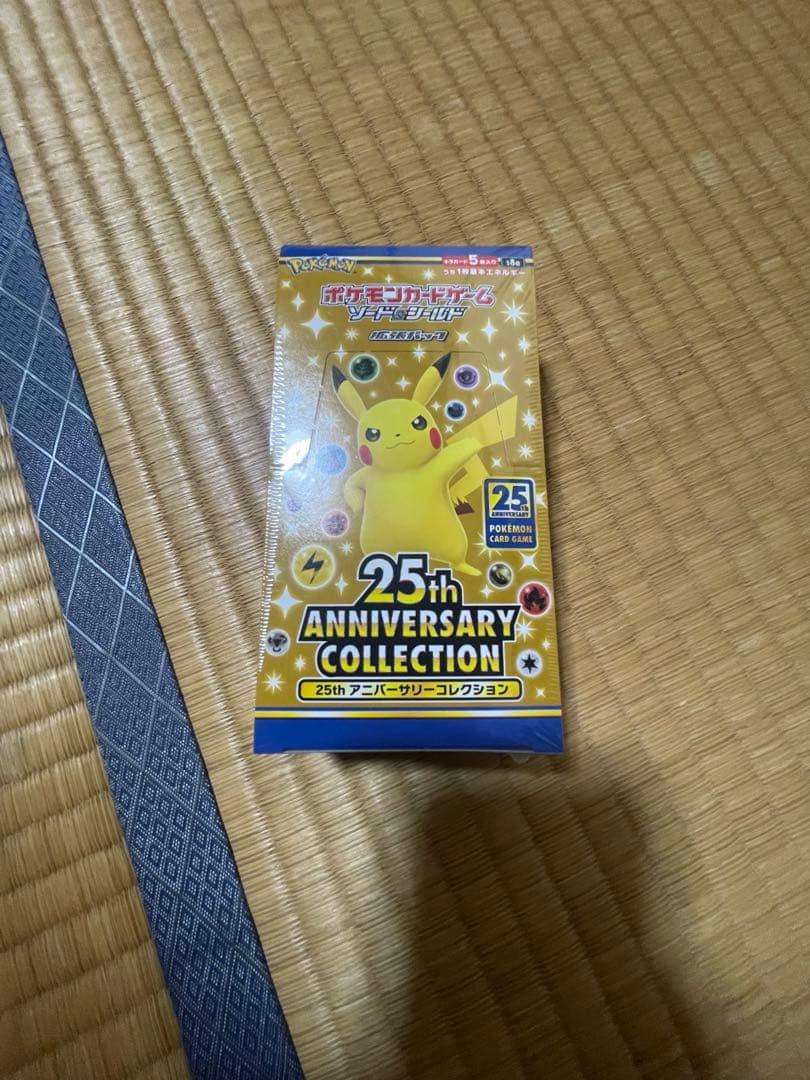 Pokémon
キラカード5枚入り
うち1枚基本エネルギー
ポケモンカードゲーム
ソード&シールド
拡張パック
25th
ANNIVERSARY
POKÉMON
CARD GAME
25th
ANNIVERSARY
COLLECTION
25th アニバーサリーコレクション